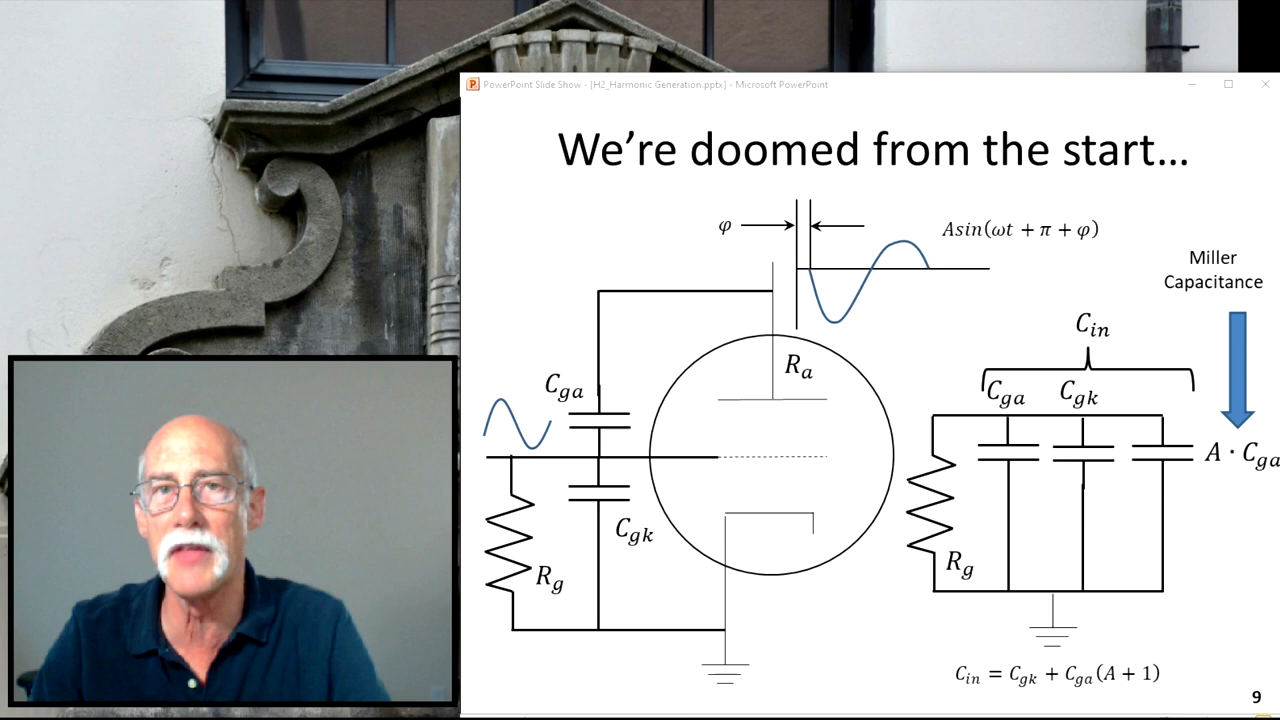 PowerPoint Slide Show - [H2_Harmonic Generation.pptx] - Microsoft PowerPoint
We're doomed from the start...
φ
Asin(ωt + π + φ)
Miller
Capacitance
C_in
R_a
C_ga
C_ga
C_gk
A · C_ga
C_gk
R_g
R_g
C_in = C_gk + C_ga(A + 1)
9